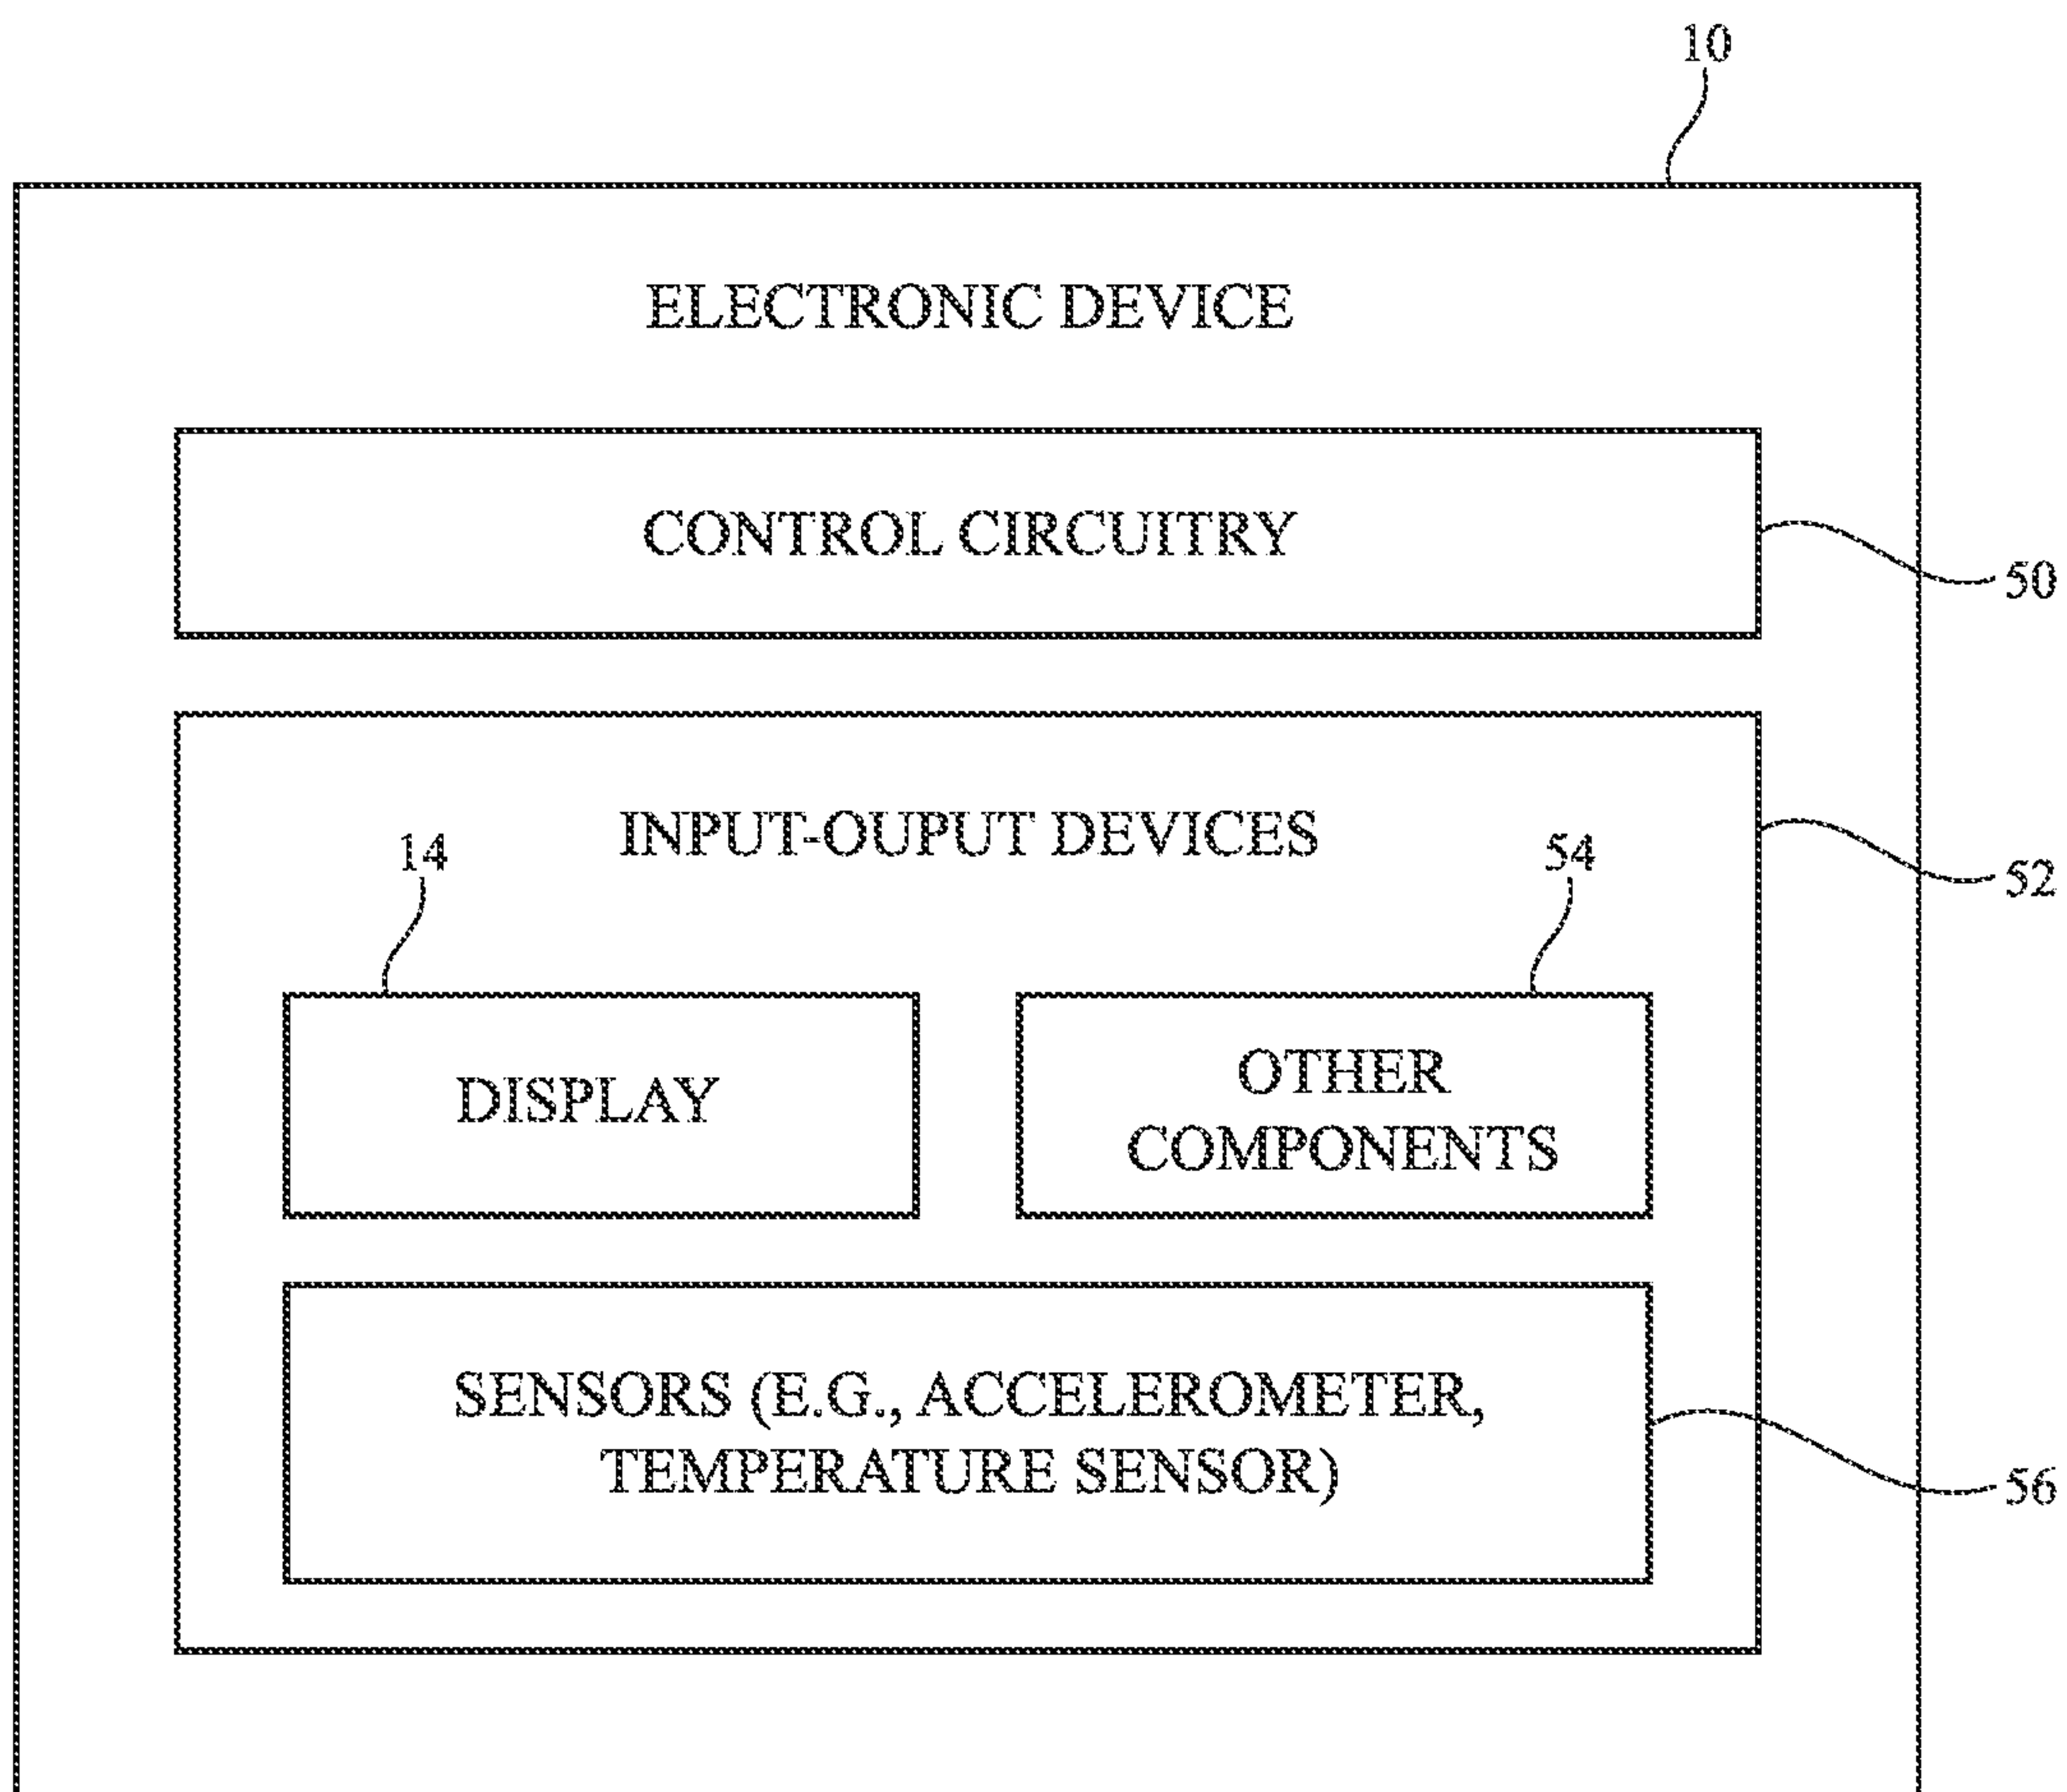 10
ELECTRONIC DEVICE
CONTROL CIRCUITRY
50
INPUT-OUPUT DEVICES
52
14
54
DISPLAY
OTHER
COMPONENTS
SENSORS (E.G., ACCELEROMETER,
TEMPERATURE SENSOR)
56